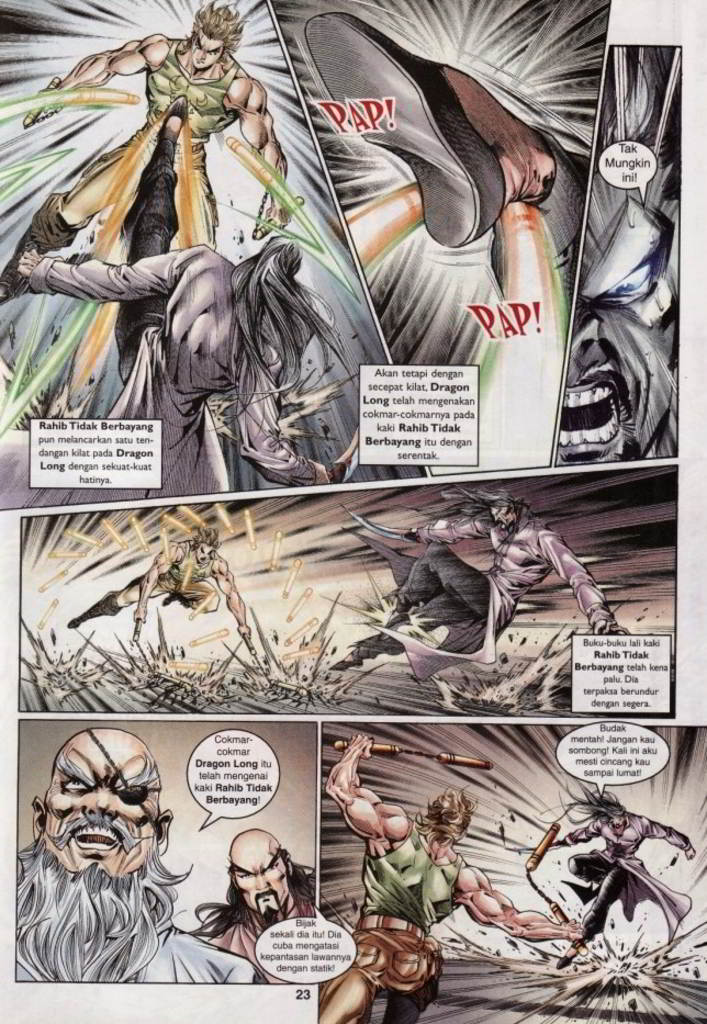 PAP!
PAP!
Tak
Mungkin
ini!
Rahib Tidak Berbayang
pun melancarkan satu ten-
dangan kilat pada Dragon
Long dengan sekuat-kuat
hatinya.
Akan tetapi dengan
secepat kilat, Dragon
Long telah mengenakan
cokmar-cokmarnya pada
kaki Rahib Tidak
Berbayang itu dengan
serentak.
Buku-buku lali kaki
Rahib Tidak
Berbayang telah kena
palu. Dia
terpaksa berundur
dengan segera.
Cokmar-
cokmar
Dragon Long itu
telah mengenai
kaki Rahib Tidak
Berbayang!
Bijak
sekali dia itu! Dia
cuba mengatasi
kepantasan lawannya
dengan statik!
Budak
mentah! Jangan kau
sombong! Kali ini aku
mesti cincang kau
sampai lumat!
23